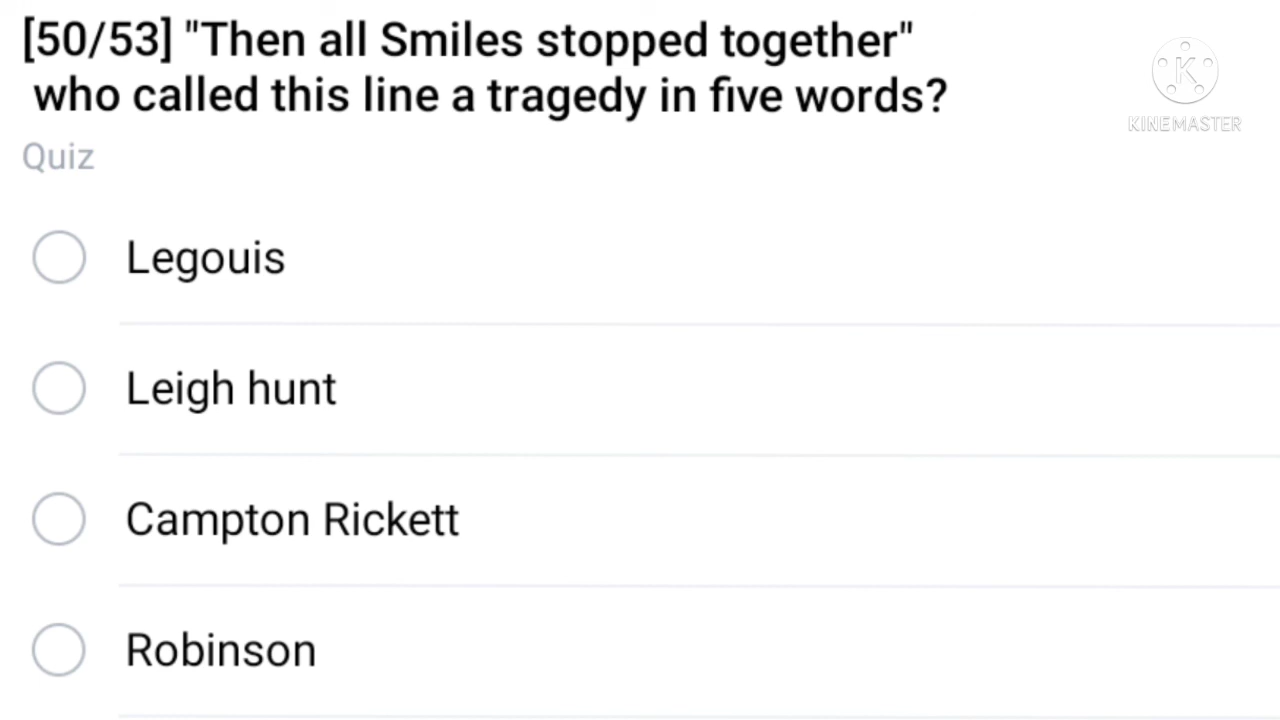 [50/53] "Then all Smiles stopped together"
who called this line a tragedy in five words?
KINEMASTER
Quiz
Legouis
Leigh hunt
Campton Rickett
Robinson